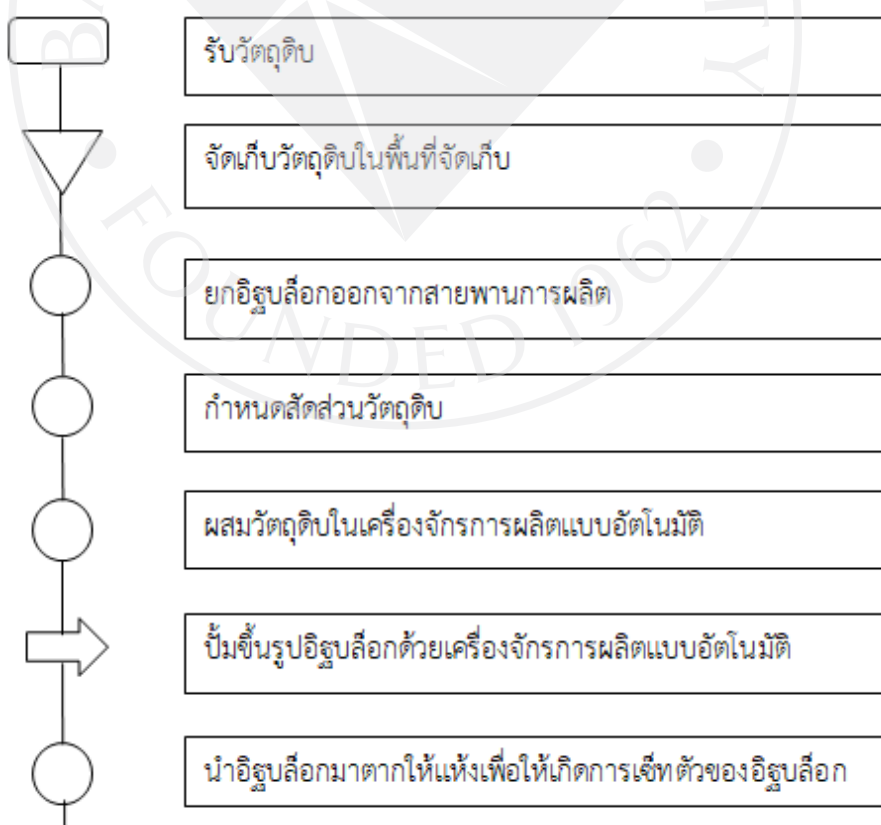 รับวัตถุดิบ
จัดเก็บวัตถุดิบในพื้นที่จัดเก็บ
ยกอิฐบล็อกออกจากสายพานการผลิต
กำหนดสัดส่วนวัตถุดิบ
ผสมวัตถุดิบในเครื่องจักรการผลิตแบบอัตโนมัติ
ปั้มขึ้นรูปอิฐบล็อกด้วยเครื่องจักรการผลิตแบบอัตโนมัติ
นำอิฐบล็อกมาตากให้แห้งเพื่อให้เกิดการเซ็ทตัวของอิฐบล็อก
FOUNDED 1962